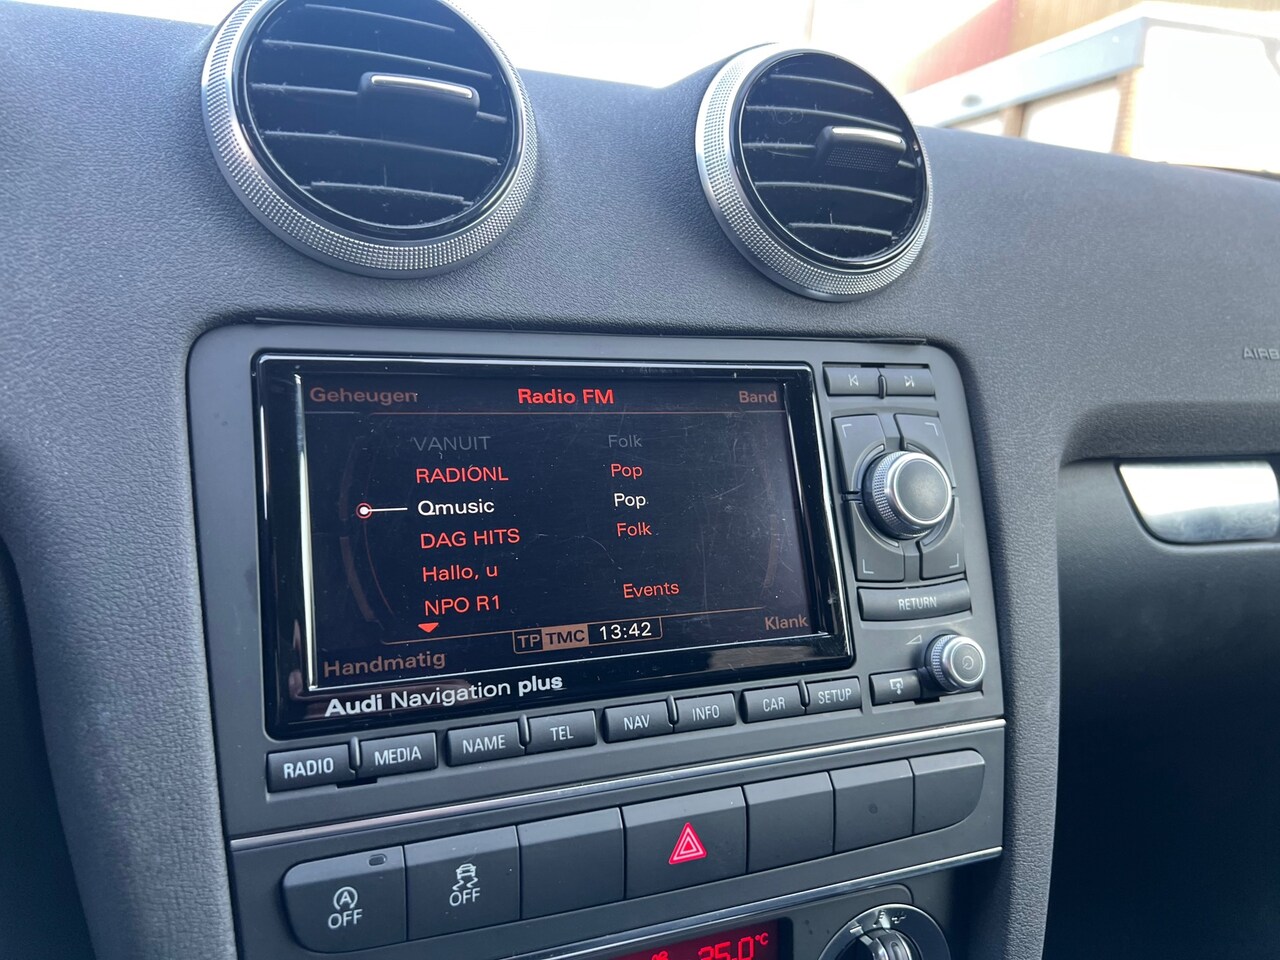 Geheugen Radio FM Band
VANUIT Folk
RADIONL Pop
Qmusic Pop
DAG HITS Folk
Hallo, u
NPO R1 Events
TP TMC 13:42
Handmatig Klank
Audi Navigation plus
RADIO MEDIA NAME TEL NAV INFO CAR SETUP
RETURN
A OFF
OFF
°C